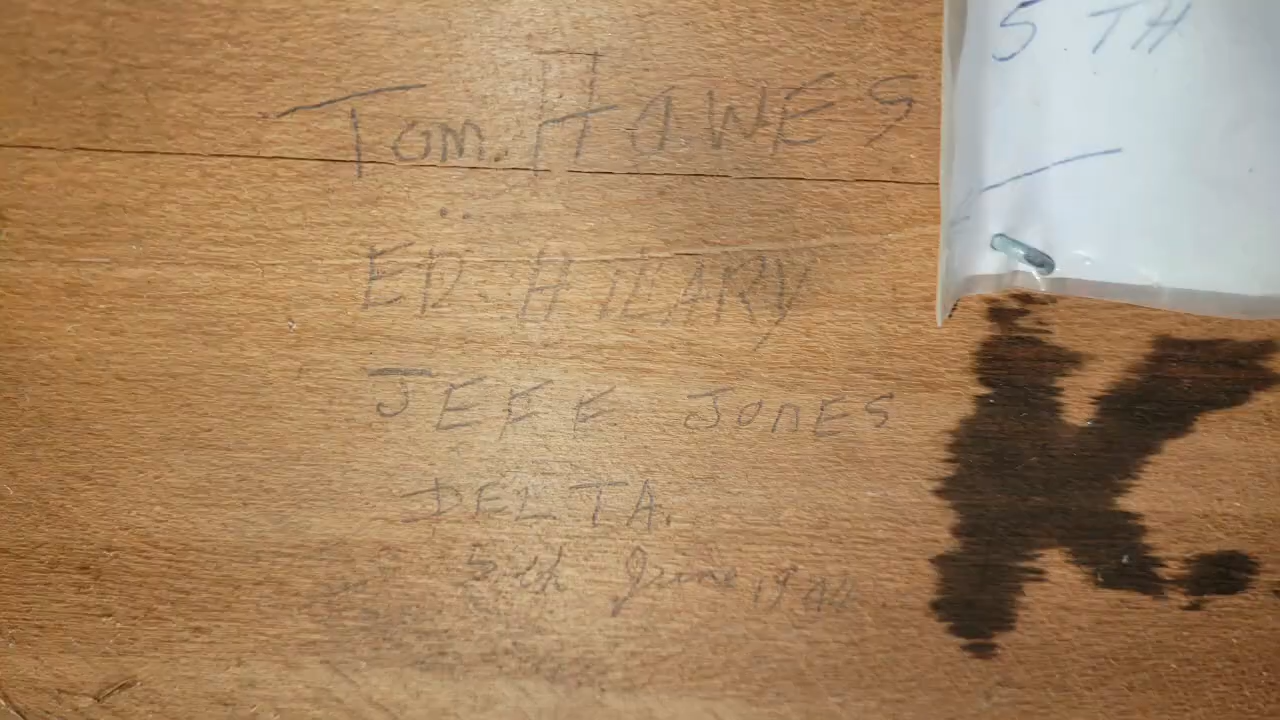 5 TH
Tom. HAWES
ED. HILARY
JEFF JONES
DELTA.
5th June 1944
K.